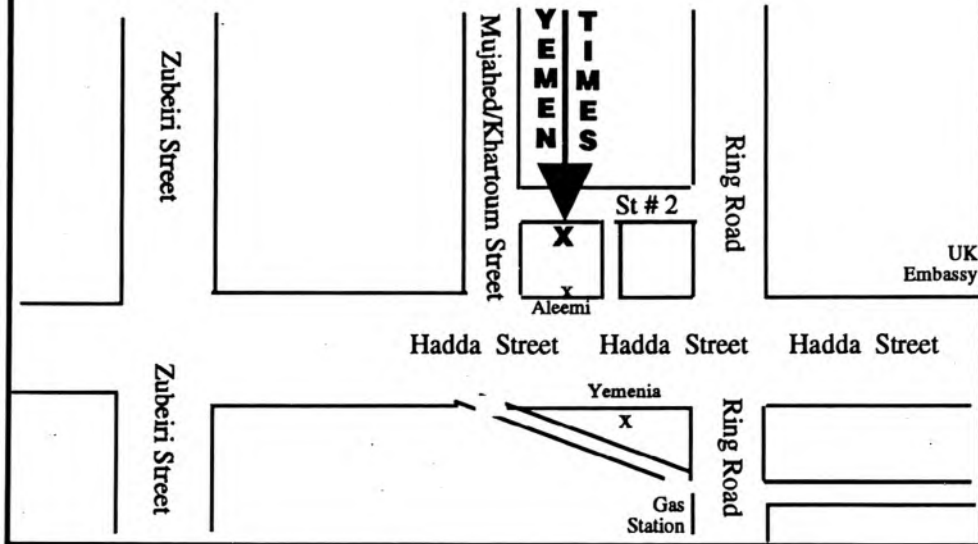 YEMEN
TIMES
Zubeiri Street
Mujahed/Khartoum Street
Ring Road
St # 2
X
UK
Embassy
x
Aleemi
Hadda Street Hadda Street Hadda Street
Zubeiri Street
Yemenia
x
Ring Road
Gas
Station